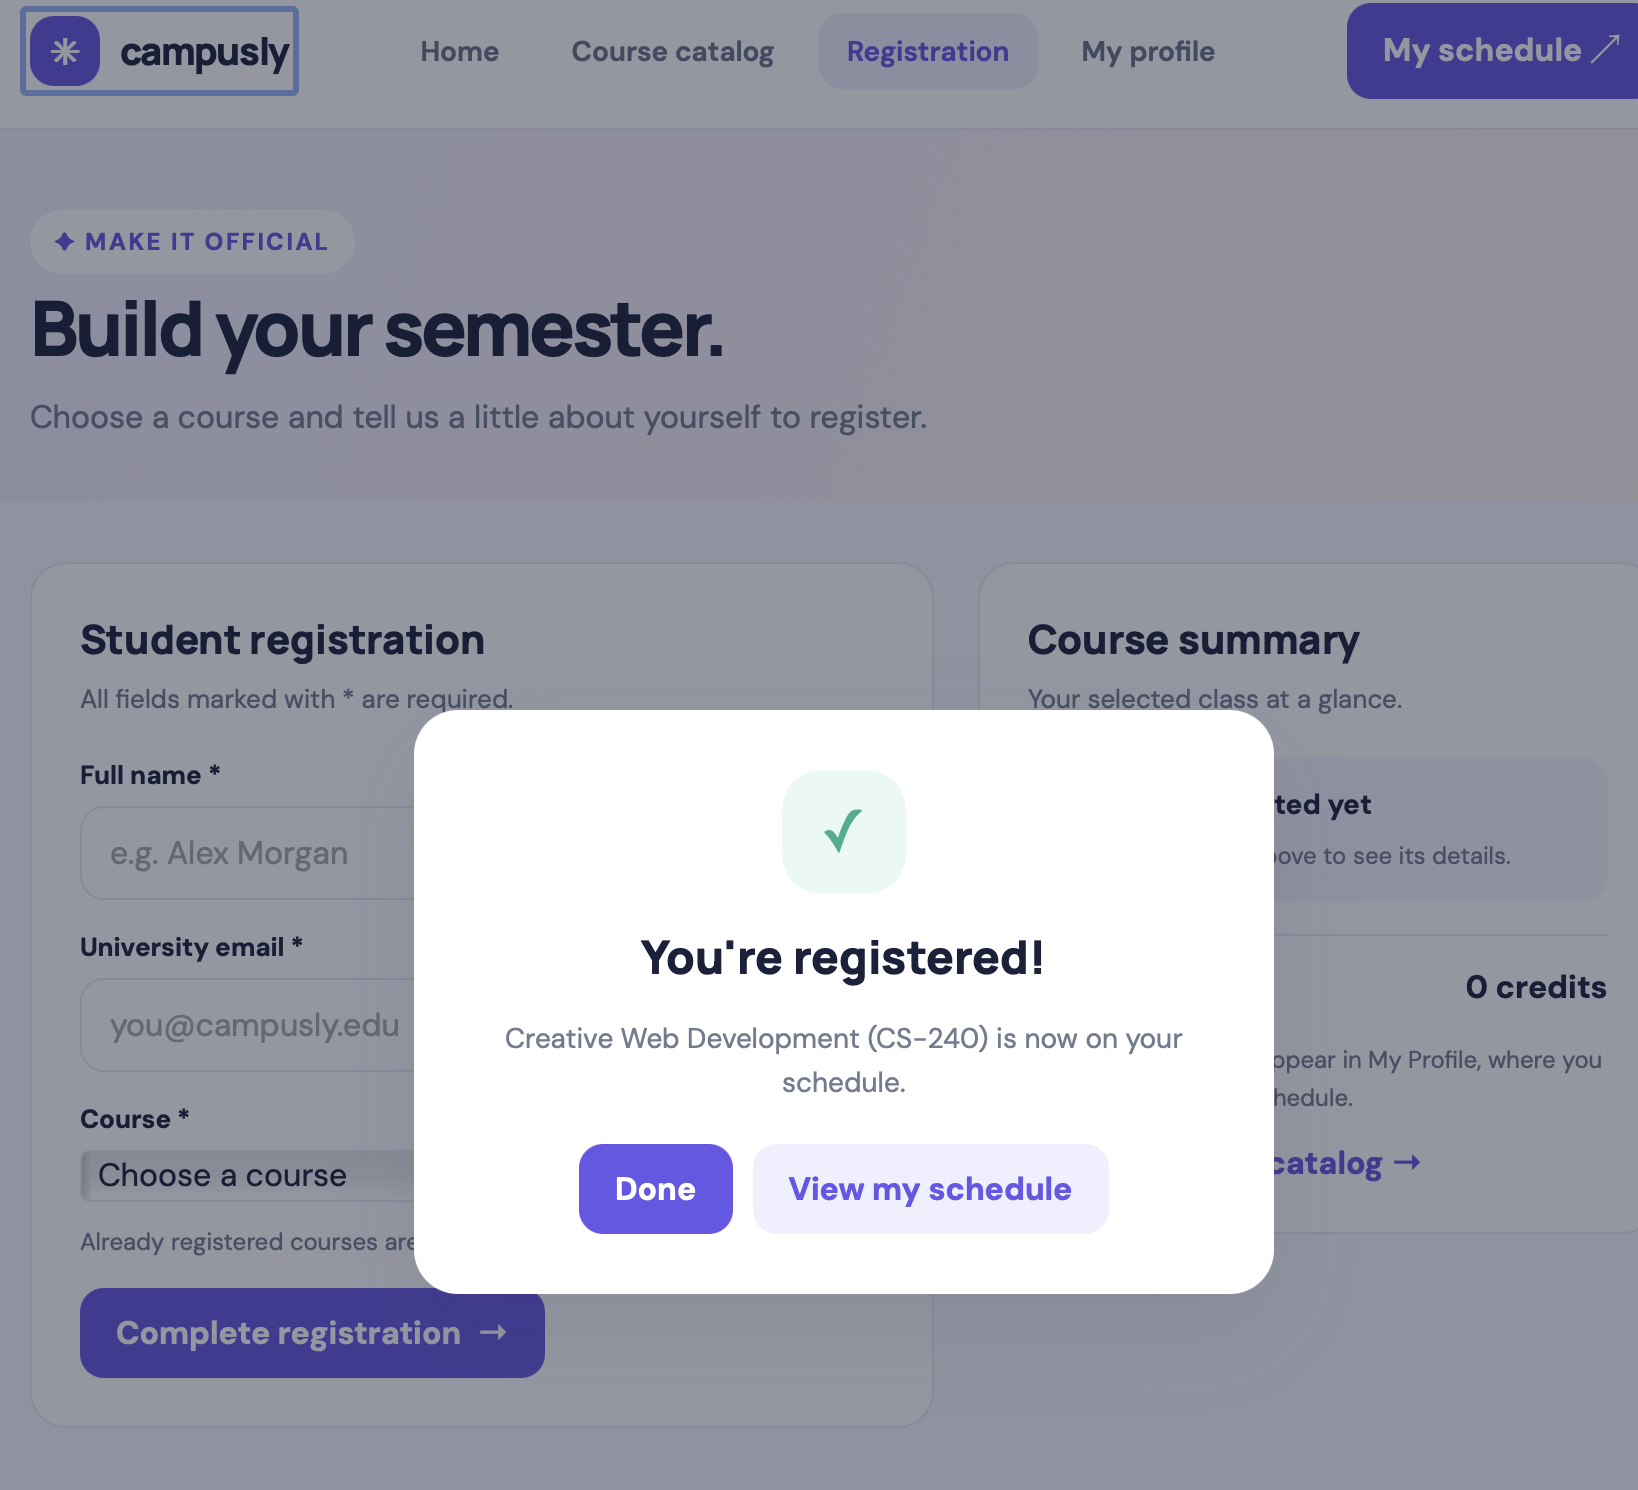 campusly
Home
Course catalog
Registration
My profile
My schedule ↗
✦ MAKE IT OFFICIAL
Build your semester.
Choose a course and tell us a little about yourself to register.
Student registration
All fields marked with * are required.
Full name *
e.g. Alex Morgan
University email *
you@campusly.edu
Course *
Choose a course
Already registered courses are
Complete registration →
Course summary
Your selected class at a glance.
yet
to see its details.
0 credits
in My Profile, where you
catalog →
✓
You're registered!
Creative Web Development (CS-240) is now on your
schedule.
Done
View my schedule